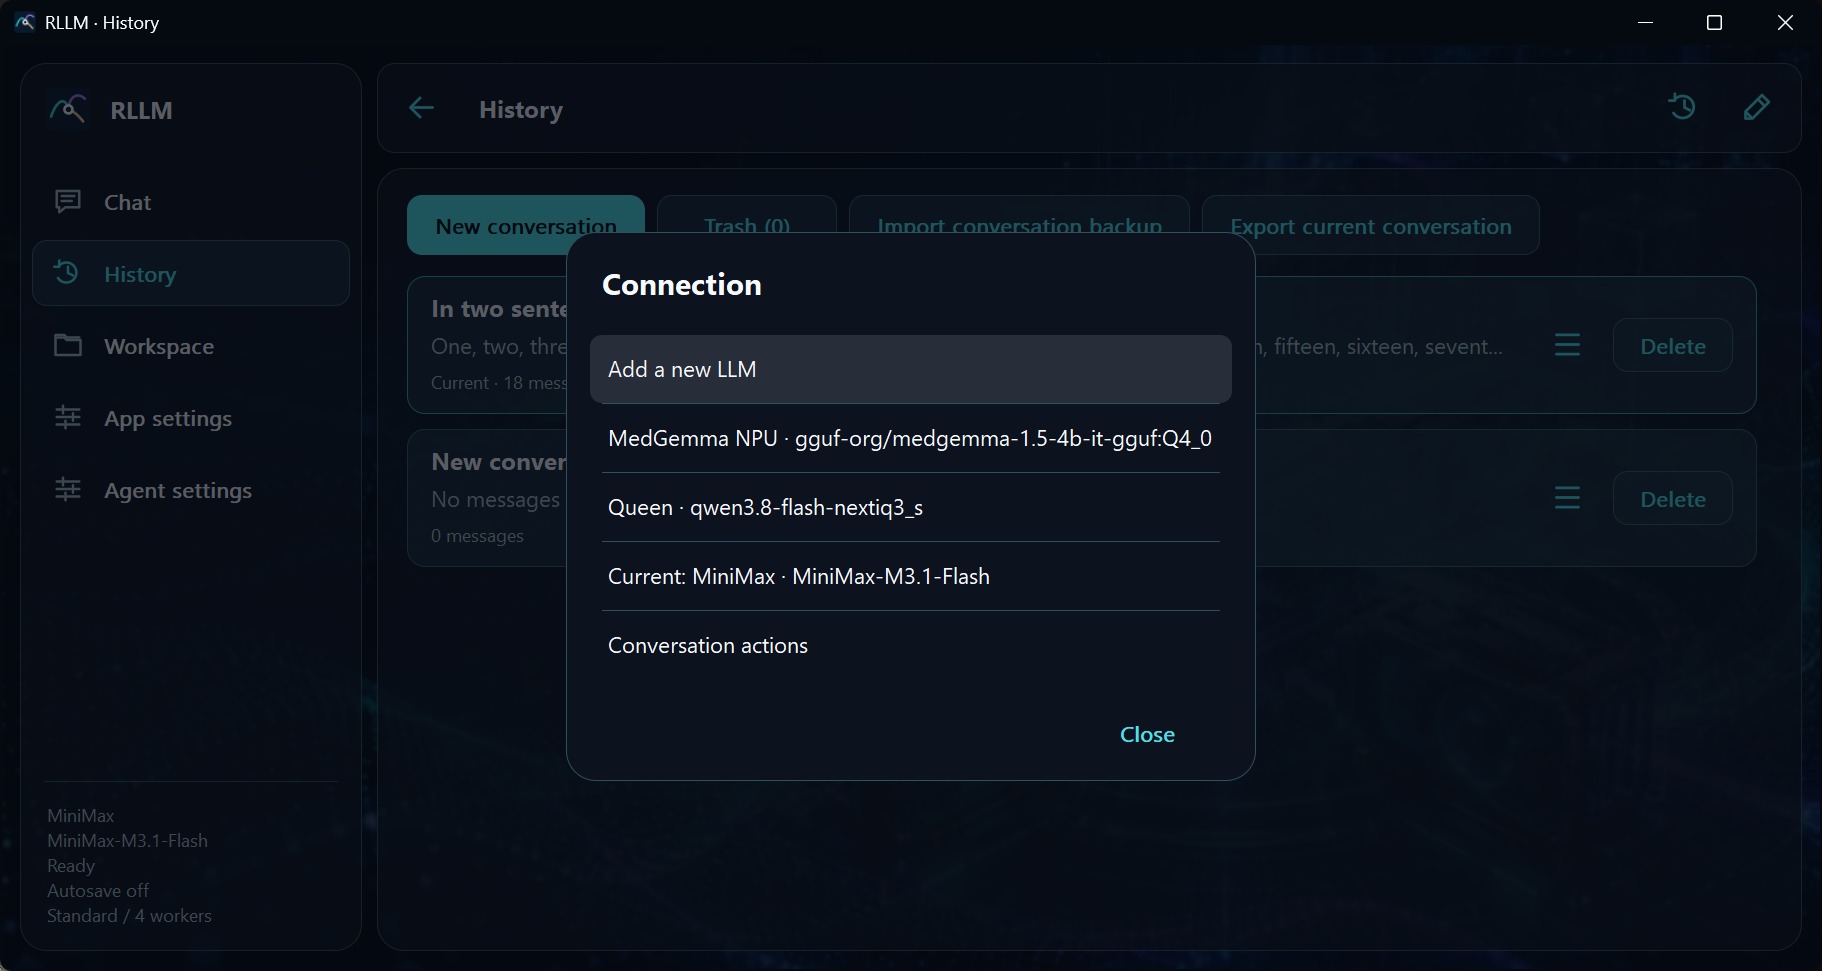 RLLM · History
RLLM
Chat
History
Workspace
App settings
Agent settings
MiniMax
MiniMax-M3.1-Flash
Ready
Autosave off
Standard / 4 workers
History
New conversation
Trash (0)
Import conversation backup
Export current conversation
In two sente
One, two, thre
, fifteen, sixteen, sevent...
Current · 18 mess
Delete
New conver
No messages
0 messages
Delete
Connection
Add a new LLM
MedGemma NPU · gguf-org/medgemma-1.5-4b-it-gguf:Q4_0
Queen · qwen3.8-flash-nextiq3_s
Current: MiniMax · MiniMax-M3.1-Flash
Conversation actions
Close